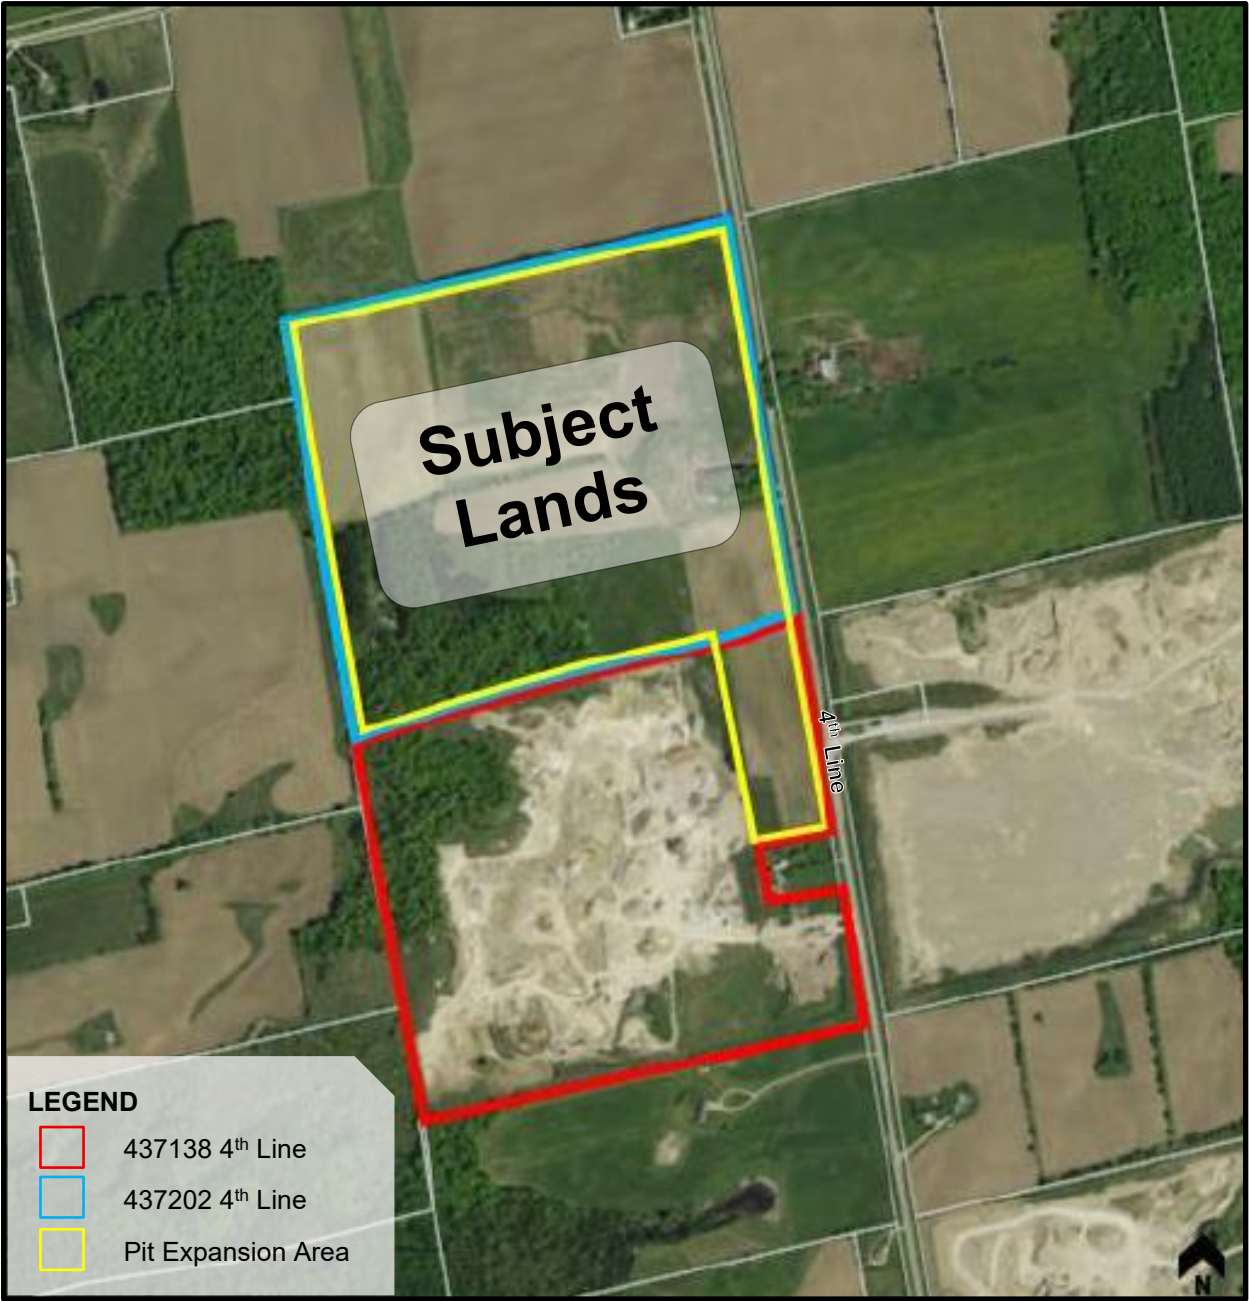 Subject
Lands
4th Line
LEGEND
437138 4th Line
437202 4th Line
Pit Expansion Area
N